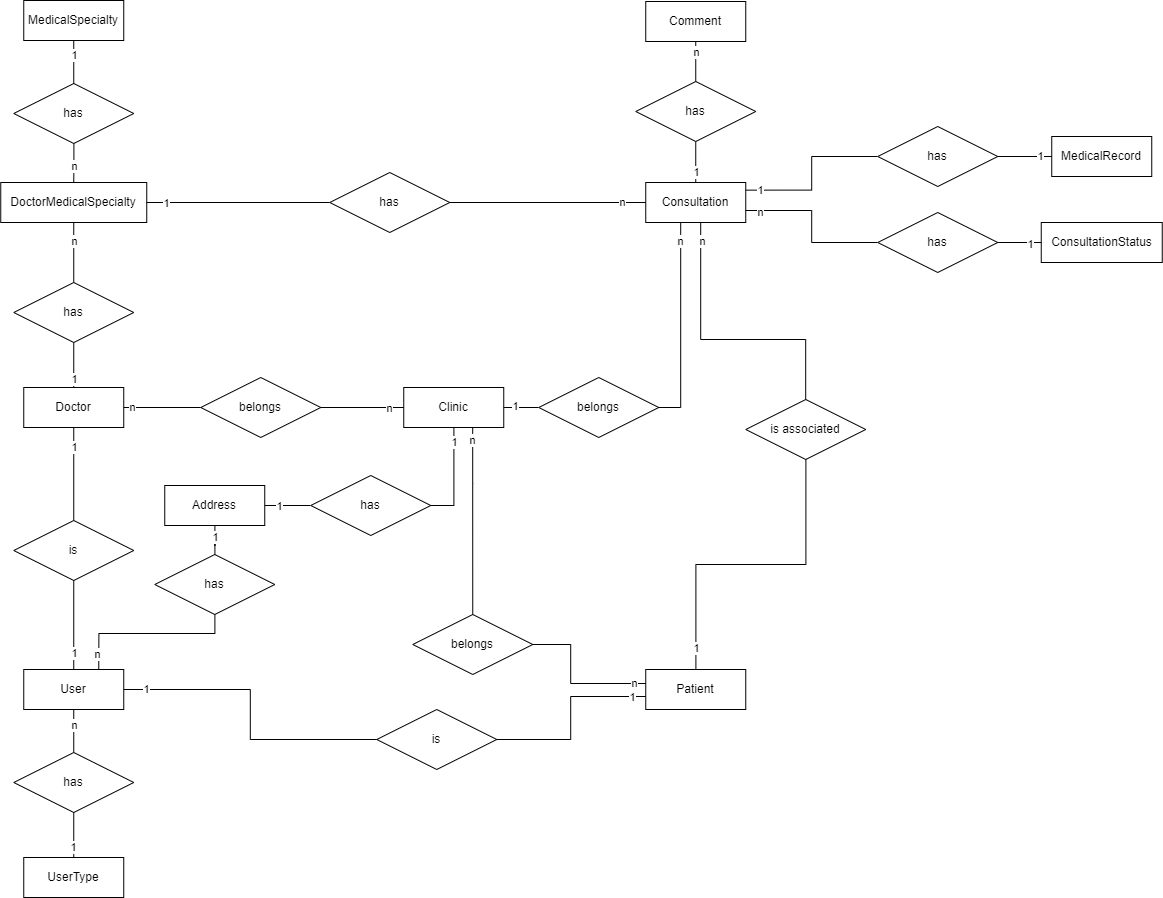 MedicalSpecialty
Comment
1
n
has
has
n
1
has
1
MedicalRecord
DoctorMedicalSpecialty
1
has
n
Consultation
1
n
has
1
ConsultationStatus
n
n
n
has
1
Doctor
n
belongs
n
Clinic
1
belongs
is associated
1
1
n
Address
1
has
1
is
has
belongs
1
n
1
n
1
User
1
Patient
n
is
has
1
UserType